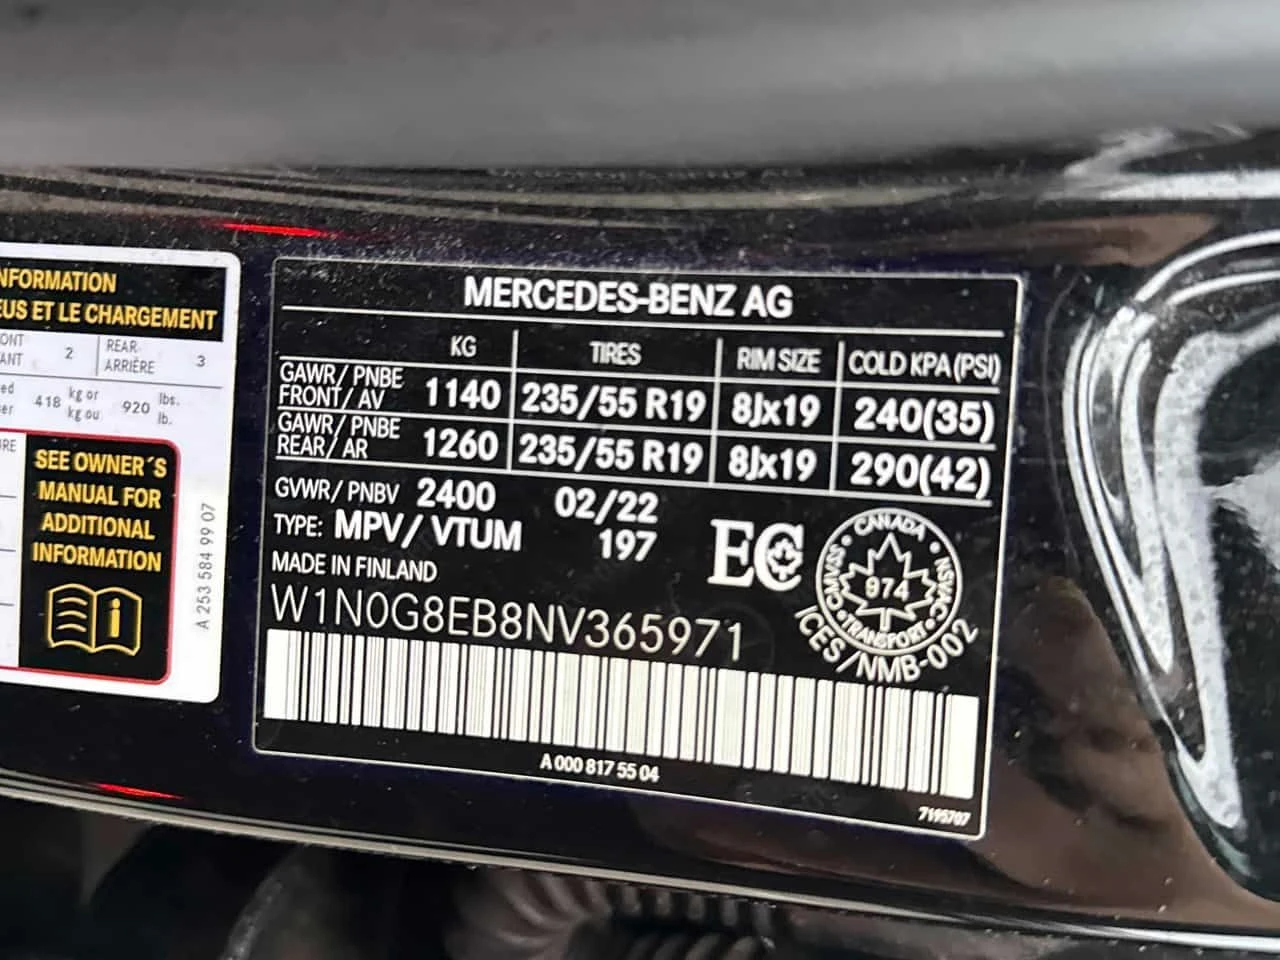 NFORMATION
EUS ET LE CHARGEMENT
ONT
ANT
2
REAR
ARRIÈRE
3
ed
er
418
kg or
kg ou
920
lbs.
lb.
RE
SEE OWNER´S
MANUAL FOR
ADDITIONAL
INFORMATION
A 253 584 99 07
MERCEDES-BENZ AG
KG TIRES RIM SIZE COLD KPA(PSI)
GAWR/PNBE
FRONT/AV 1140 235/55 R19 8Jx19 240(35)
GAWR/PNBE
REAR/AR 1260 235/55 R19 8Jx19 290(42)
GVWR/PNBV 2400 02/22
TYPE: MPV/VTUM 197
MADE IN FINLAND
W1N0G8EB8NV365971
EC
CANADA
974
TRANSPORT
NSVAC
CMVSS
ICES/NMB-002
A 000 817 55 04
7195707